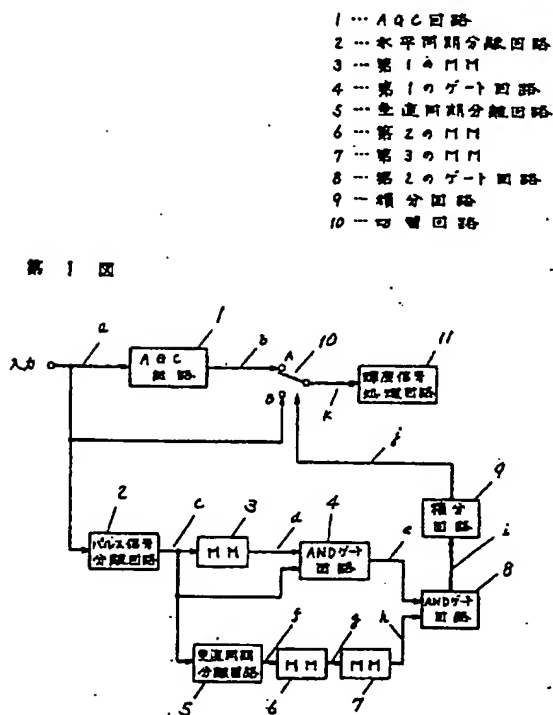 1 … AGC回路
2 … 水平同期分離回路
3 … 第1のMM
4 … 第1のゲート回路
5 … 垂直同期分離回路
6 … 第2のMM
7 … 第3のMM
8 … 第2のゲート回路
9 … 積分回路
10 … 切替回路
第 1 図
入力
a
AGC
回路
1
b
A
B
10
k
輝度信号
処理回路
11
j
2
パルス信号
分離回路
c
MM
3
d
ANDゲート
回路
4
e
積分
回路
9
i
ANDゲート
回路
8
垂直同期
分離回路
5
f
MM
6
g
MM
7
h